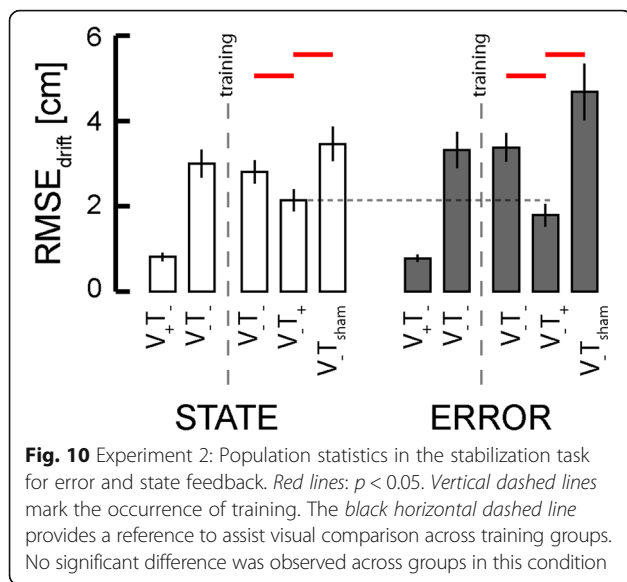 RMSEdrift [cm]
6
4
2
0
training
training
V+T-
V-T-
V-T-
V-T+
V-Tsham
V+T-
V-T-
V-T-
V-T+
V-Tsham
STATE
ERROR
Fig. 10 Experiment 2: Population statistics in the stabilization task
for error and state feedback. Red lines: p < 0.05. Vertical dashed lines
mark the occurrence of training. The black horizontal dashed line
provides a reference to assist visual comparison across training groups.
No significant difference was observed across groups in this condition